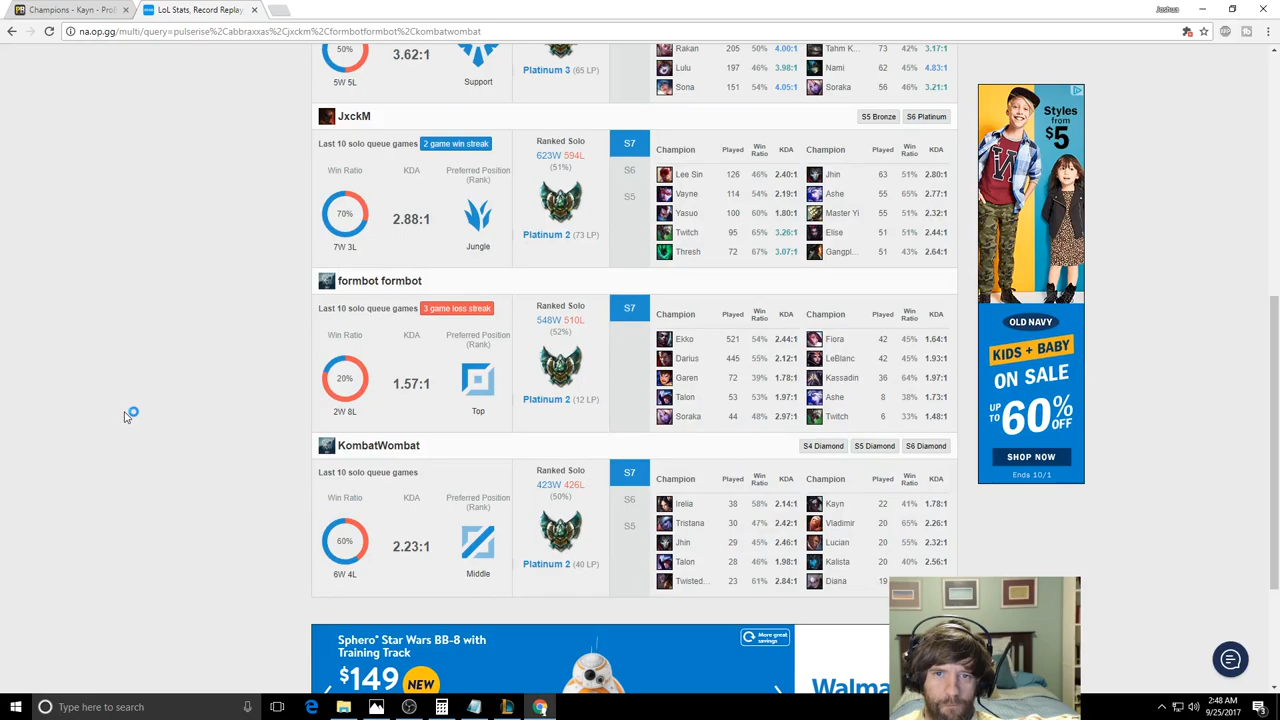 Champions - Kayn - ProB
LoL Stats, Record Replay
Joshua
na.op.gg/multi/query=pulserise%2Cabbraxxas%2Cjxckm%2Cformbotformbot%2Ckombatwombat
50%
3.62:1
5W 5L
Support
Platinum 3 (65 LP)
Rakan 205 50% 4.00:1 Tahm K... 73 42% 3.17:1
Lulu 197 46% 3.98:1 Nami 62 45% 4.83:1
Sona 151 54% 4.05:1 Soraka 56 46% 3.21:1
JxckM
S5 Bronze S6 Platinum
Last 10 solo queue games 2 game win streak
Win Ratio KDA Preferred Position (Rank)
70%
2.88:1
7W 3L
Jungle
Ranked Solo
623W 594L
(51%)
Platinum 2 (73 LP)
S7
S6
S5
Champion Played Win Ratio KDA Champion Played Win Ratio KDA
Lee Sin 126 46% 2.40:1 Jhin 63 51% 2.80:1
Vayne 114 54% 2.19:1 Ashe 55 65% 2.77:1
Yasuo 100 60% 1.80:1 Master Yi 55 51% 2.32:1
Twitch 95 65% 3.26:1 Elise 51 51% 2.44:1
Thresh 72 67% 3.07:1 Gangpl... 51 43% 2.64:1
formbot formbot
Last 10 solo queue games 3 game loss streak
Win Ratio KDA Preferred Position (Rank)
20%
1.57:1
2W 8L
Top
Ranked Solo
548W 510L
(52%)
Platinum 2 (12 LP)
S7
Champion Played Win Ratio KDA Champion Played Win Ratio KDA
Ekko 521 54% 2.44:1 Fiora 42 45% 1.64:1
Darius 445 55% 2.12:1 LeBlanc 42 45% 1.93:1
Garen 72 39% 1.78:1 Kassadin 36 64% 1.97:1
Talon 53 53% 1.97:1 Ashe 8 38% 1.73:1
Soraka 44 48% 2.97:1 Twitch 6 33% 1.48:1
KombatWombat
S4 Diamond S5 Diamond S6 Diamond
Last 10 solo queue games
Win Ratio KDA Preferred Position (Rank)
60%
2.23:1
6W 4L
Middle
Ranked Solo
423W 426L
(50%)
Platinum 2 (40 LP)
S7
S6
S5
Champion Played Win Ratio KDA Champion Played Win Ratio KDA
Irelia 38 58% 2.14:1 Kayn 22 41% 1.78:1
Tristana 30 47% 2.42:1 Vladimir 20 65% 2.26:1
Jhin 29 45% 2.46:1 Lucian 20 55% 2.32:1
Talon 28 46% 1.98:1 Kalista 20 40% 2.56:1
Twisted... 23 61% 2.84:1 Diana 19
Styles
from
$5
OLD NAVY
KIDS + BABY
ON SALE
UP TO 60% OFF
SHOP NOW
Ends 10/1
Sphero® Star Wars BB-8 with
Training Track
$149 NEW
More great
savings
Walm
Type here to search
2:48 AM
9/25/2017
3